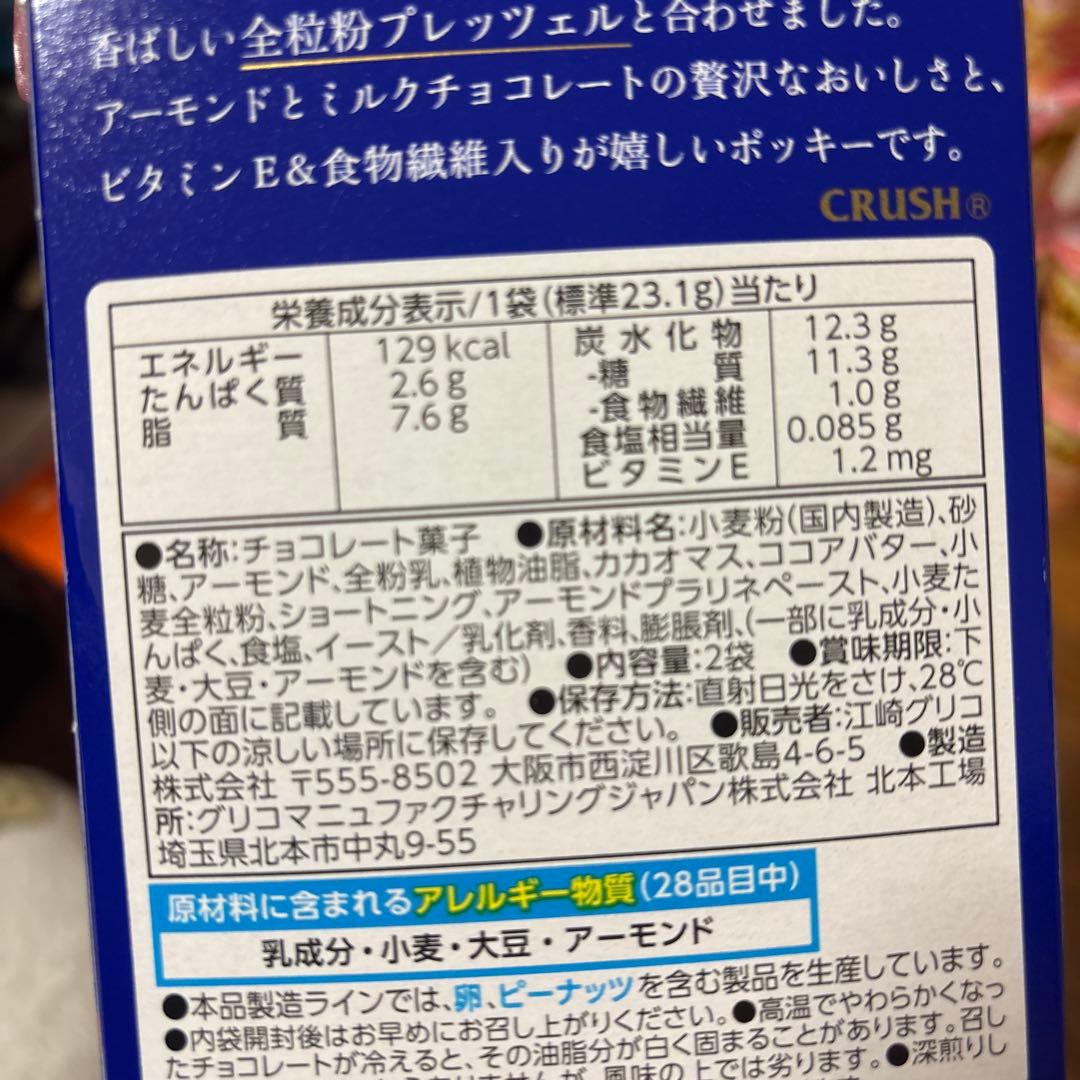 香ばしい全粒粉プレッツェルと合わせました。
アーモンドとミルクチョコレートの贅沢なおいしさと、
ビタミンE&食物繊維入りが嬉しいポッキーです。
CRUSH®
栄養成分表示/1袋(標準23.1g)当たり
エネルギー 129 kcal
たんぱく質 2.6 g
脂質 7.6 g
炭水化物 12.3 g
-糖質 11.3 g
-食物繊維 1.0 g
食塩相当量 0.085 g
ビタミンE 1.2 mg
●名称:チョコレート菓子 ●原材料名:小麦粉(国内製造)、砂
糖、アーモンド、全粉乳、植物油脂、カカオマス、ココアバター、小
麦全粒粉、ショートニング、アーモンドプラリネペースト、小麦た
んぱく、食塩、イースト/乳化剤、香料、膨脹剤、(一部に乳成分・小
麦・大豆・アーモンドを含む) ●内容量:2袋 ●賞味期限:下
側の面に記載しています。 ●保存方法:直射日光をさけ、28℃
以下の涼しい場所に保存してください。 ●販売者:江崎グリコ
株式会社 〒555-8502 大阪市西淀川区歌島4-6-5 ●製造
所:グリコマニュファクチャリングジャパン株式会社 北本工場
埼玉県北本市中丸9-55
原材料に含まれるアレルギー物質(28品目中)
乳成分・小麦・大豆・アーモンド
●本品製造ラインでは、卵、ピーナッツを含む製品を生産しています。
●内袋開封後はお早めにお召し上がりください。●高温でやわらかくなっ
たチョコレートが冷えると、その油脂分が白く固まることがあります。召し
風味の上では劣ります。●深煎りし